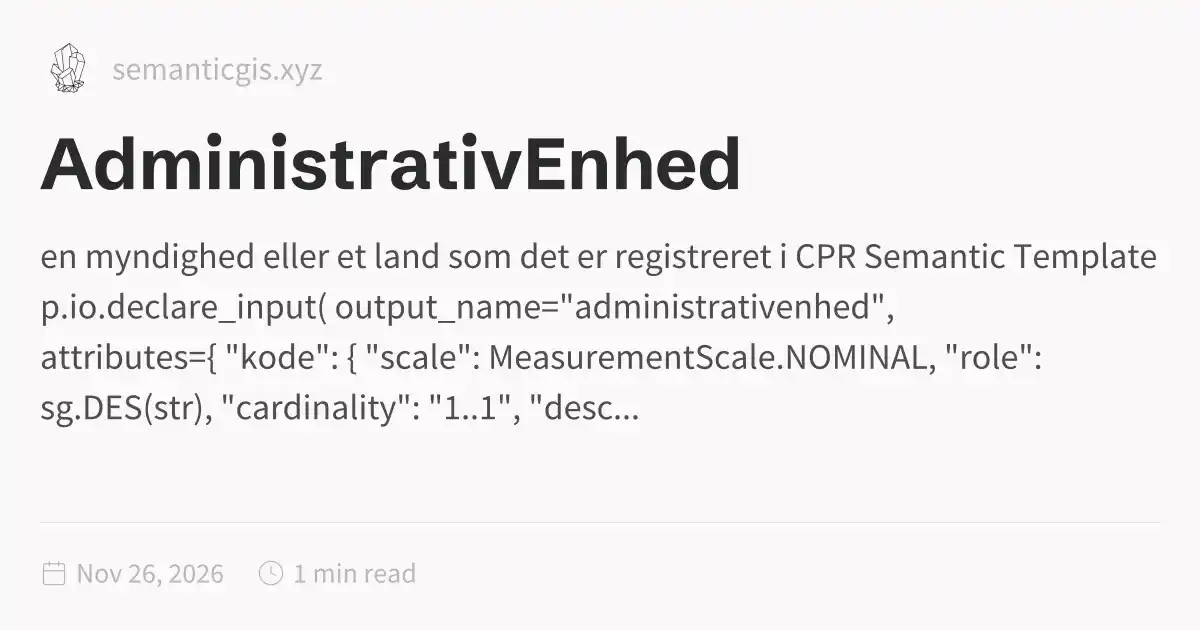 semanticgis.xyz
AdministrativEnhed
en myndighed eller et land som det er registreret i CPR Semantic Template
p.io.declare_input( output_name="administrativenhed",
attributes={ "kode": { "scale": MeasurementScale.NOMINAL, "role":
sg.DES(str), "cardinality": "1..1", "desc...
Nov 26, 2026 1 min read